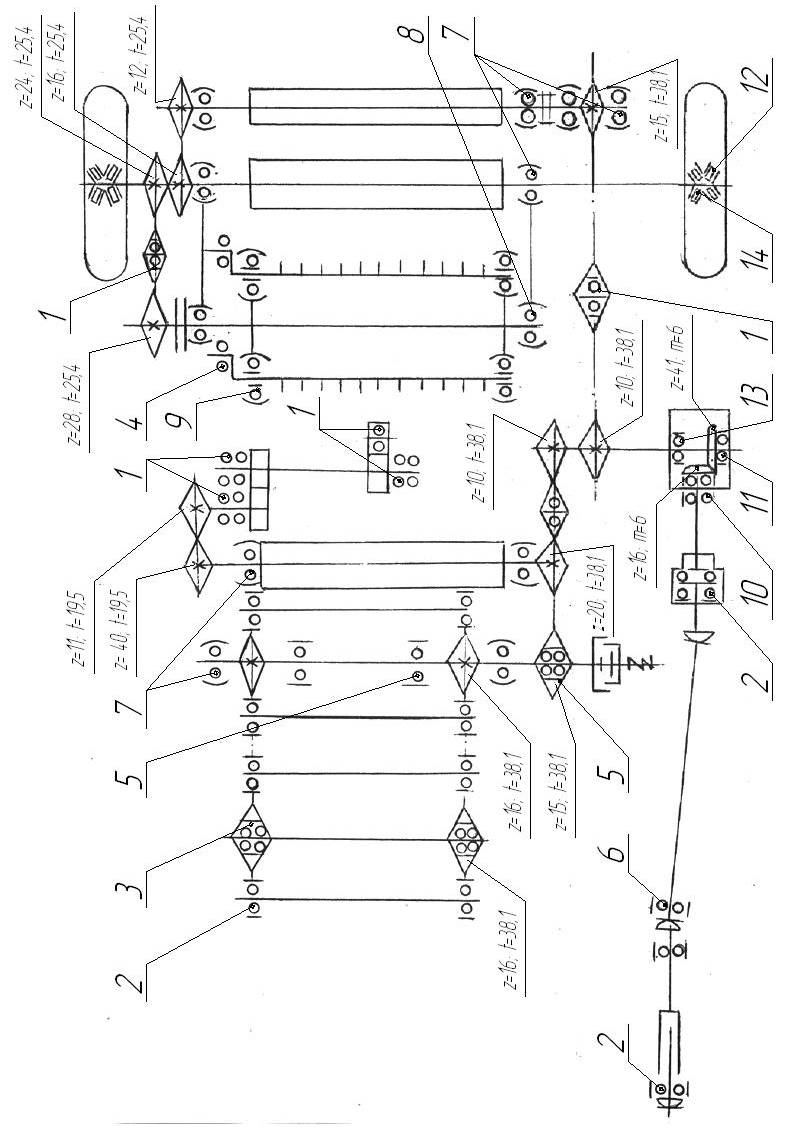 z=24, t=25,4
z=16, t=25,4
1
z=11, t=19,5
z=28, t=25,4
z=40, t=19,5
2
3
5
7
1
4
z=12, t=25,4
9
1
8
7
z=10, t=38,1
z=16, t=38,1
z=16, t=38,1
z=15, t=38,1
z=20, t=38,1
2
6
5
z=16, m=6
z=10, t=38,1
z=15, t=38,1
z=41, m=6
2
10
11
13
1
14
12